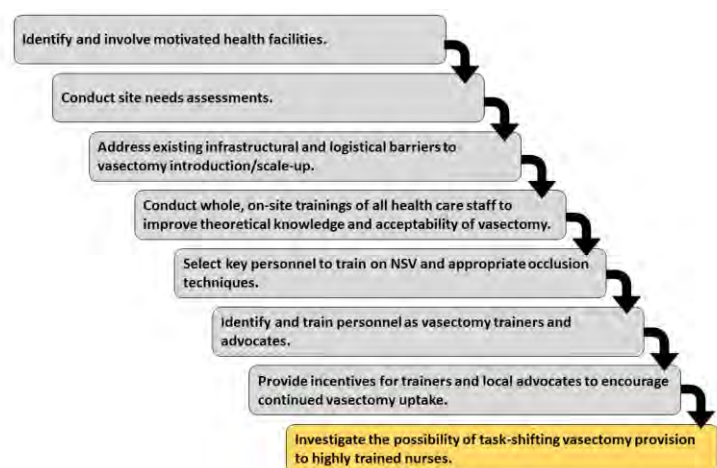 Identify and involve motivated health facilities.
Conduct site needs assessments.
Address existing infrastructural and logistical barriers to
vasectomy introduction/scale-up.
Conduct whole, on-site trainings of all health care staff to
improve theoretical knowledge and acceptability of vasectomy.
Select key personnel to train on NSV and appropriate occlusion
techniques.
Identify and train personnel as vasectomy trainers and
advocates.
Provide incentives for trainers and local advocates to encourage
continued vasectomy uptake.
Investigate the possibility of task-shifting vasectomy provision
to highly trained nurses.